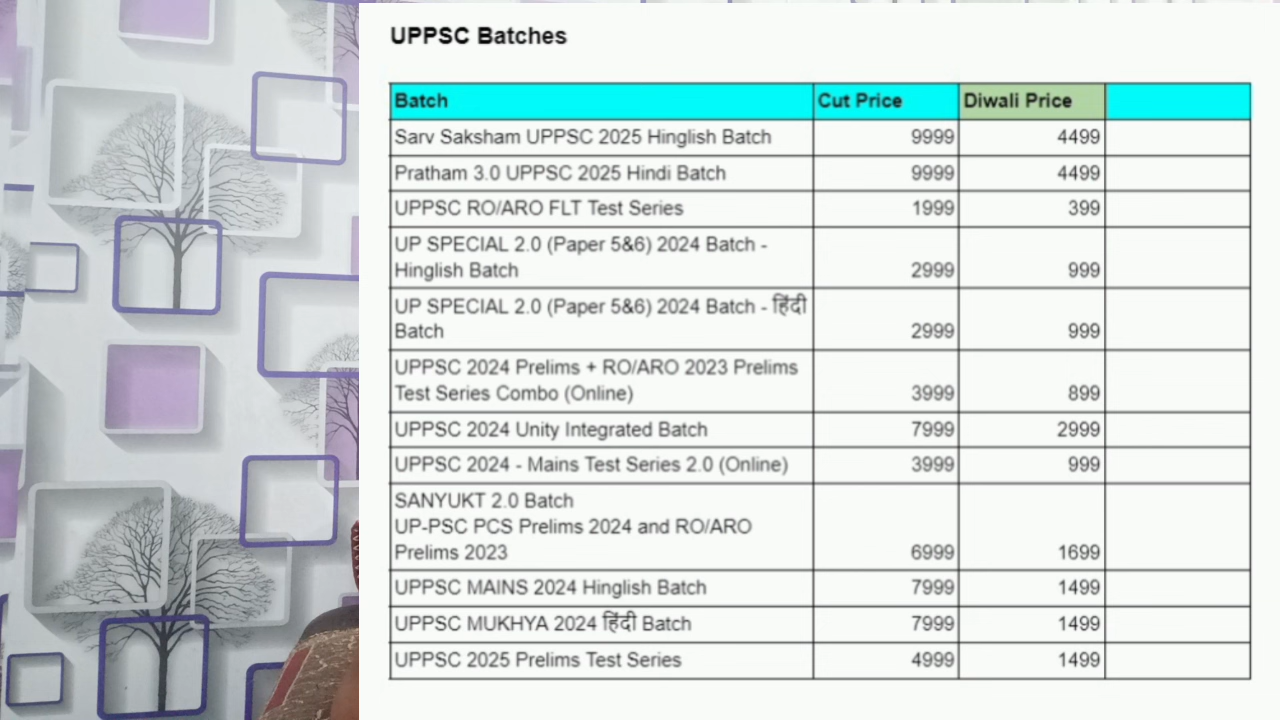 UPPSC Batches
Batch Cut Price Diwali Price
Sarv Saksham UPPSC 2025 Hinglish Batch 9999 4499
Pratham 3.0 UPPSC 2025 Hindi Batch 9999 4499
UPPSC RO/ARO FLT Test Series 1999 399
UP SPECIAL 2.0 (Paper 5&6) 2024 Batch -
Hinglish Batch 2999 999
UP SPECIAL 2.0 (Paper 5&6) 2024 Batch - हिंदी
Batch 2999 999
UPPSC 2024 Prelims + RO/ARO 2023 Prelims
Test Series Combo (Online) 3999 899
UPPSC 2024 Unity Integrated Batch 7999 2999
UPPSC 2024 - Mains Test Series 2.0 (Online) 3999 999
SANYUKT 2.0 Batch
UP-PSC PCS Prelims 2024 and RO/ARO
Prelims 2023 6999 1699
UPPSC MAINS 2024 Hinglish Batch 7999 1499
UPPSC MUKHYA 2024 हिंदी Batch 7999 1499
UPPSC 2025 Prelims Test Series 4999 1499